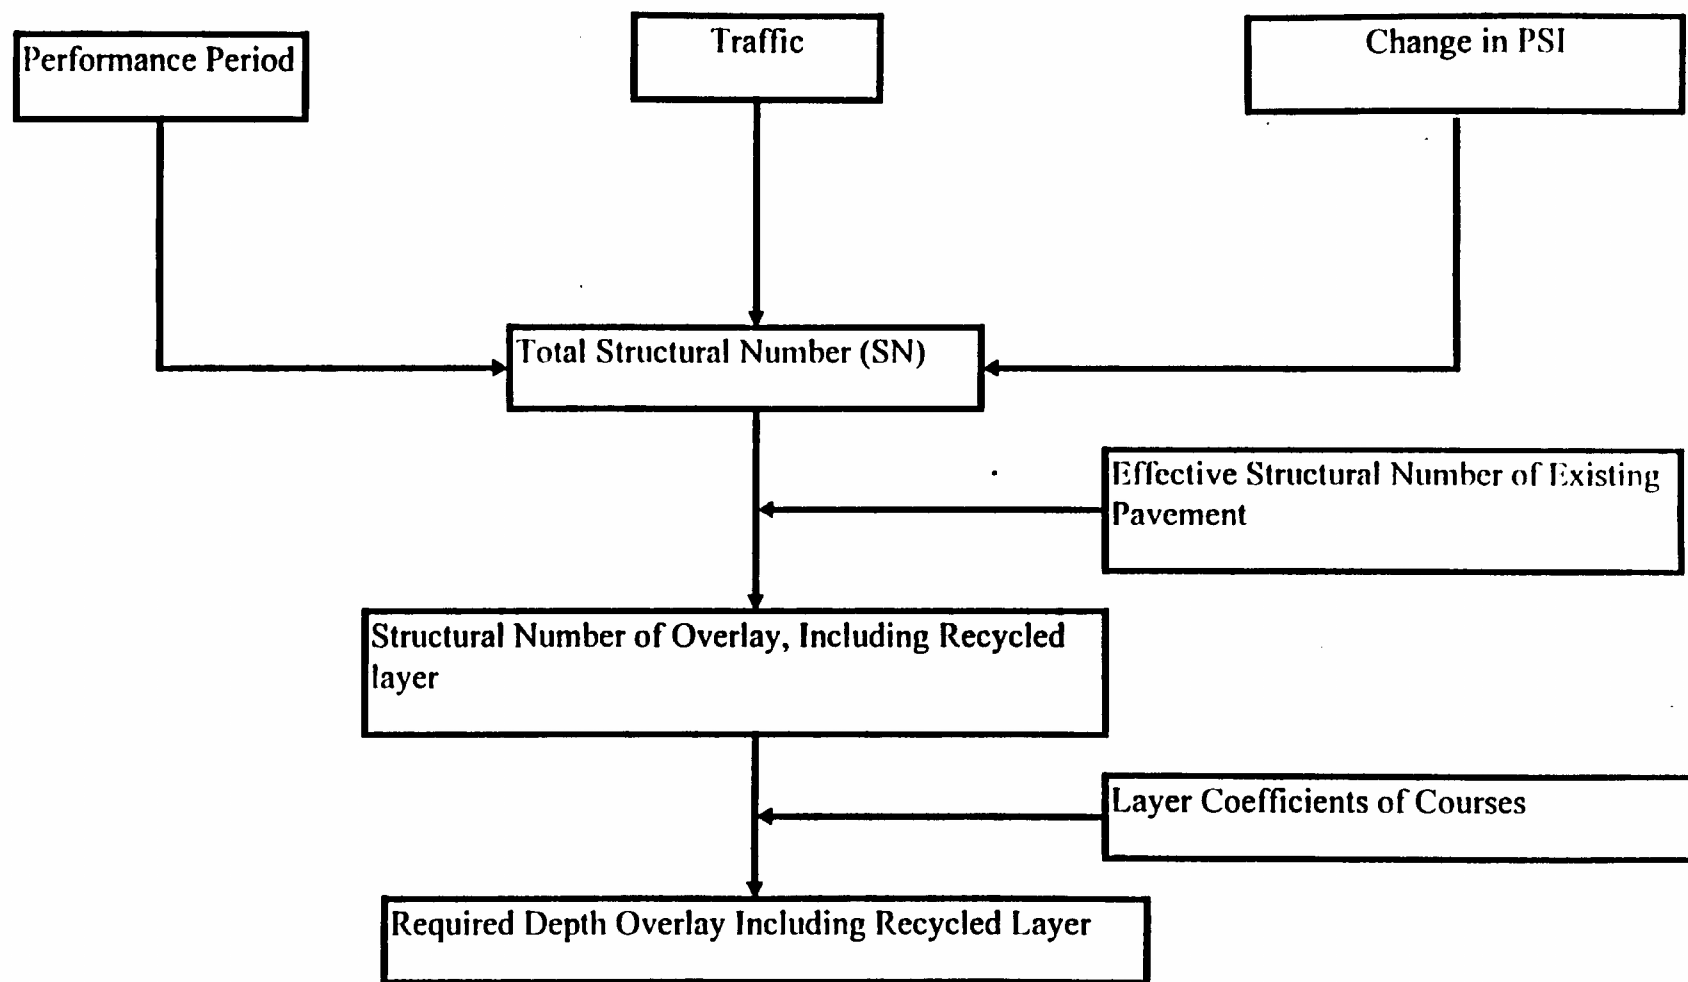 Performance Period
Traffic
Change in PSI
Total Structural Number (SN)
Effective Structural Number of Existing
Pavement
Structural Number of Overlay, Including Recycled
layer
Layer Coefficients of Courses
Required Depth Overlay Including Recycled Layer